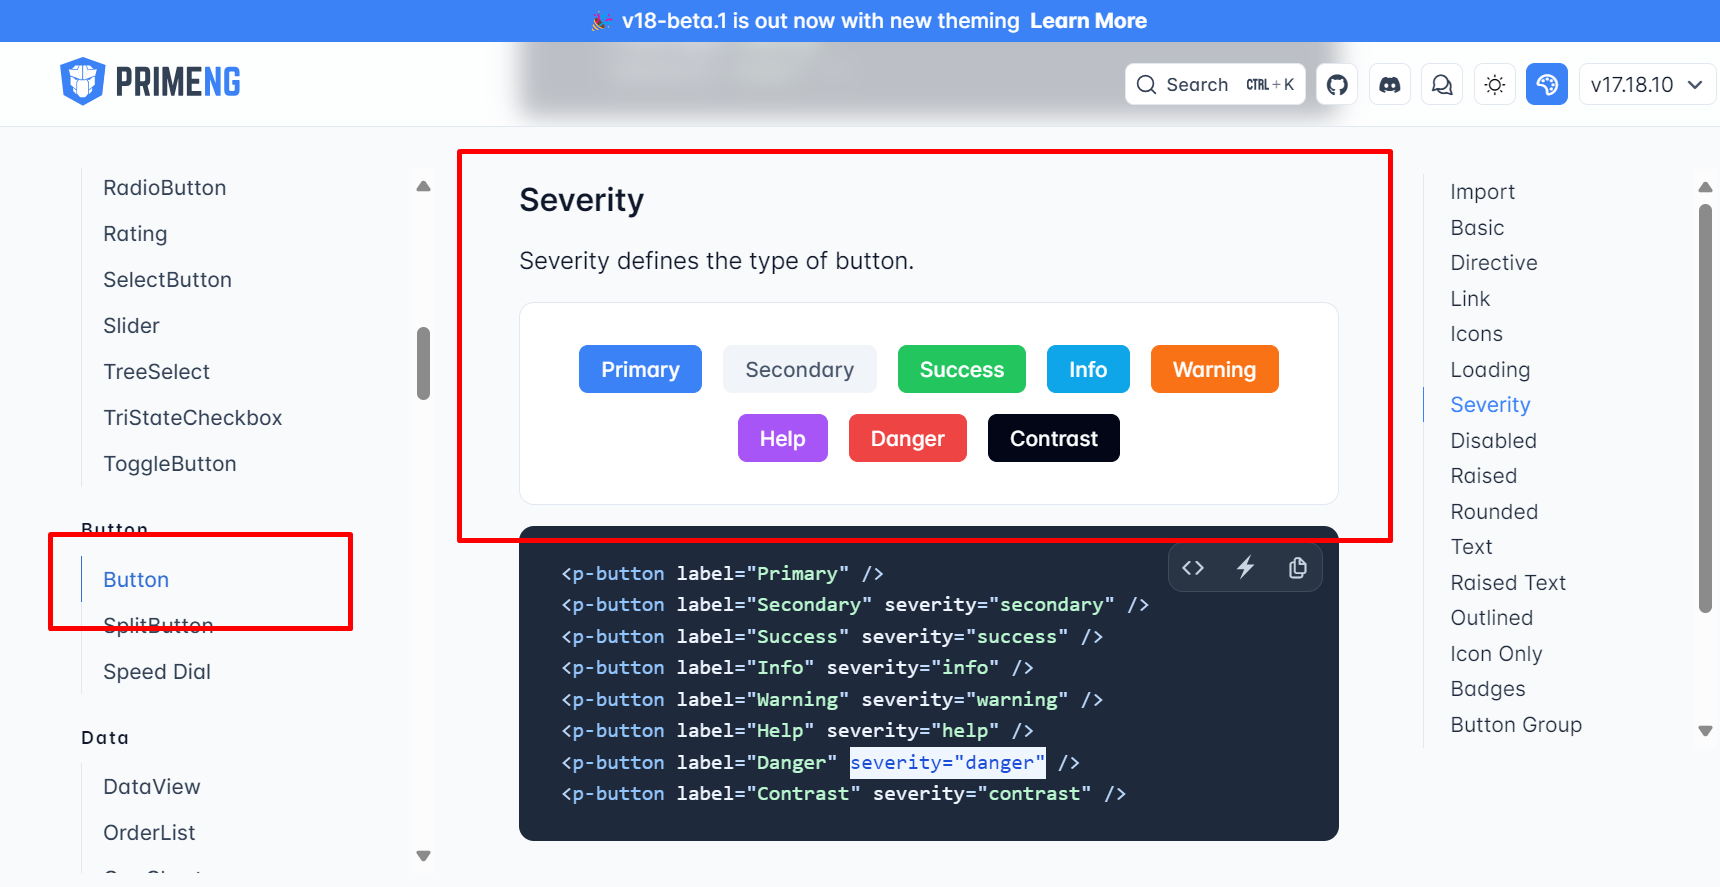 v18-beta.1 is out now with new theming Learn More
PRIMENG
Search CTRL+K
v17.18.10
RadioButton
Rating
SelectButton
Slider
TreeSelect
TriStateCheckbox
ToggleButton
Button
Button
SplitButton
Speed Dial
Data
DataView
OrderList
Severity
Severity defines the type of button.
Primary Secondary Success Info Warning
Help Danger Contrast
<p-button label="Primary" />
<p-button label="Secondary" severity="secondary" />
<p-button label="Success" severity="success" />
<p-button label="Info" severity="info" />
<p-button label="Warning" severity="warning" />
<p-button label="Help" severity="help" />
<p-button label="Danger" severity="danger" />
<p-button label="Contrast" severity="contrast" />
Import
Basic
Directive
Link
Icons
Loading
Severity
Disabled
Raised
Rounded
Text
Raised Text
Outlined
Icon Only
Badges
Button Group